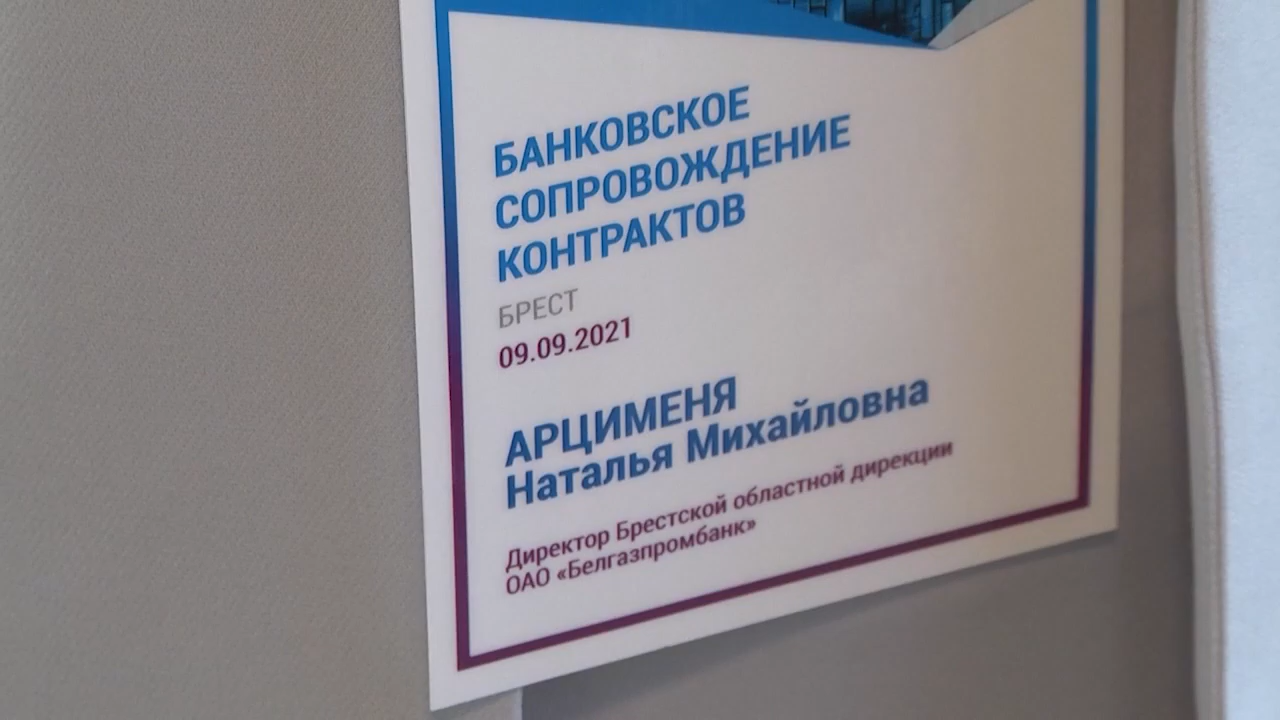 БАНКОВСКОЕ
СОПРОВОЖДЕНИЕ
КОНТРАКТОВ
БРЕСТ
09.09.2021
АРЦИМЕНЯ
Наталья Михайловна
Директор Брестской областной дирекции
ОАО «Белгазпромбанк»